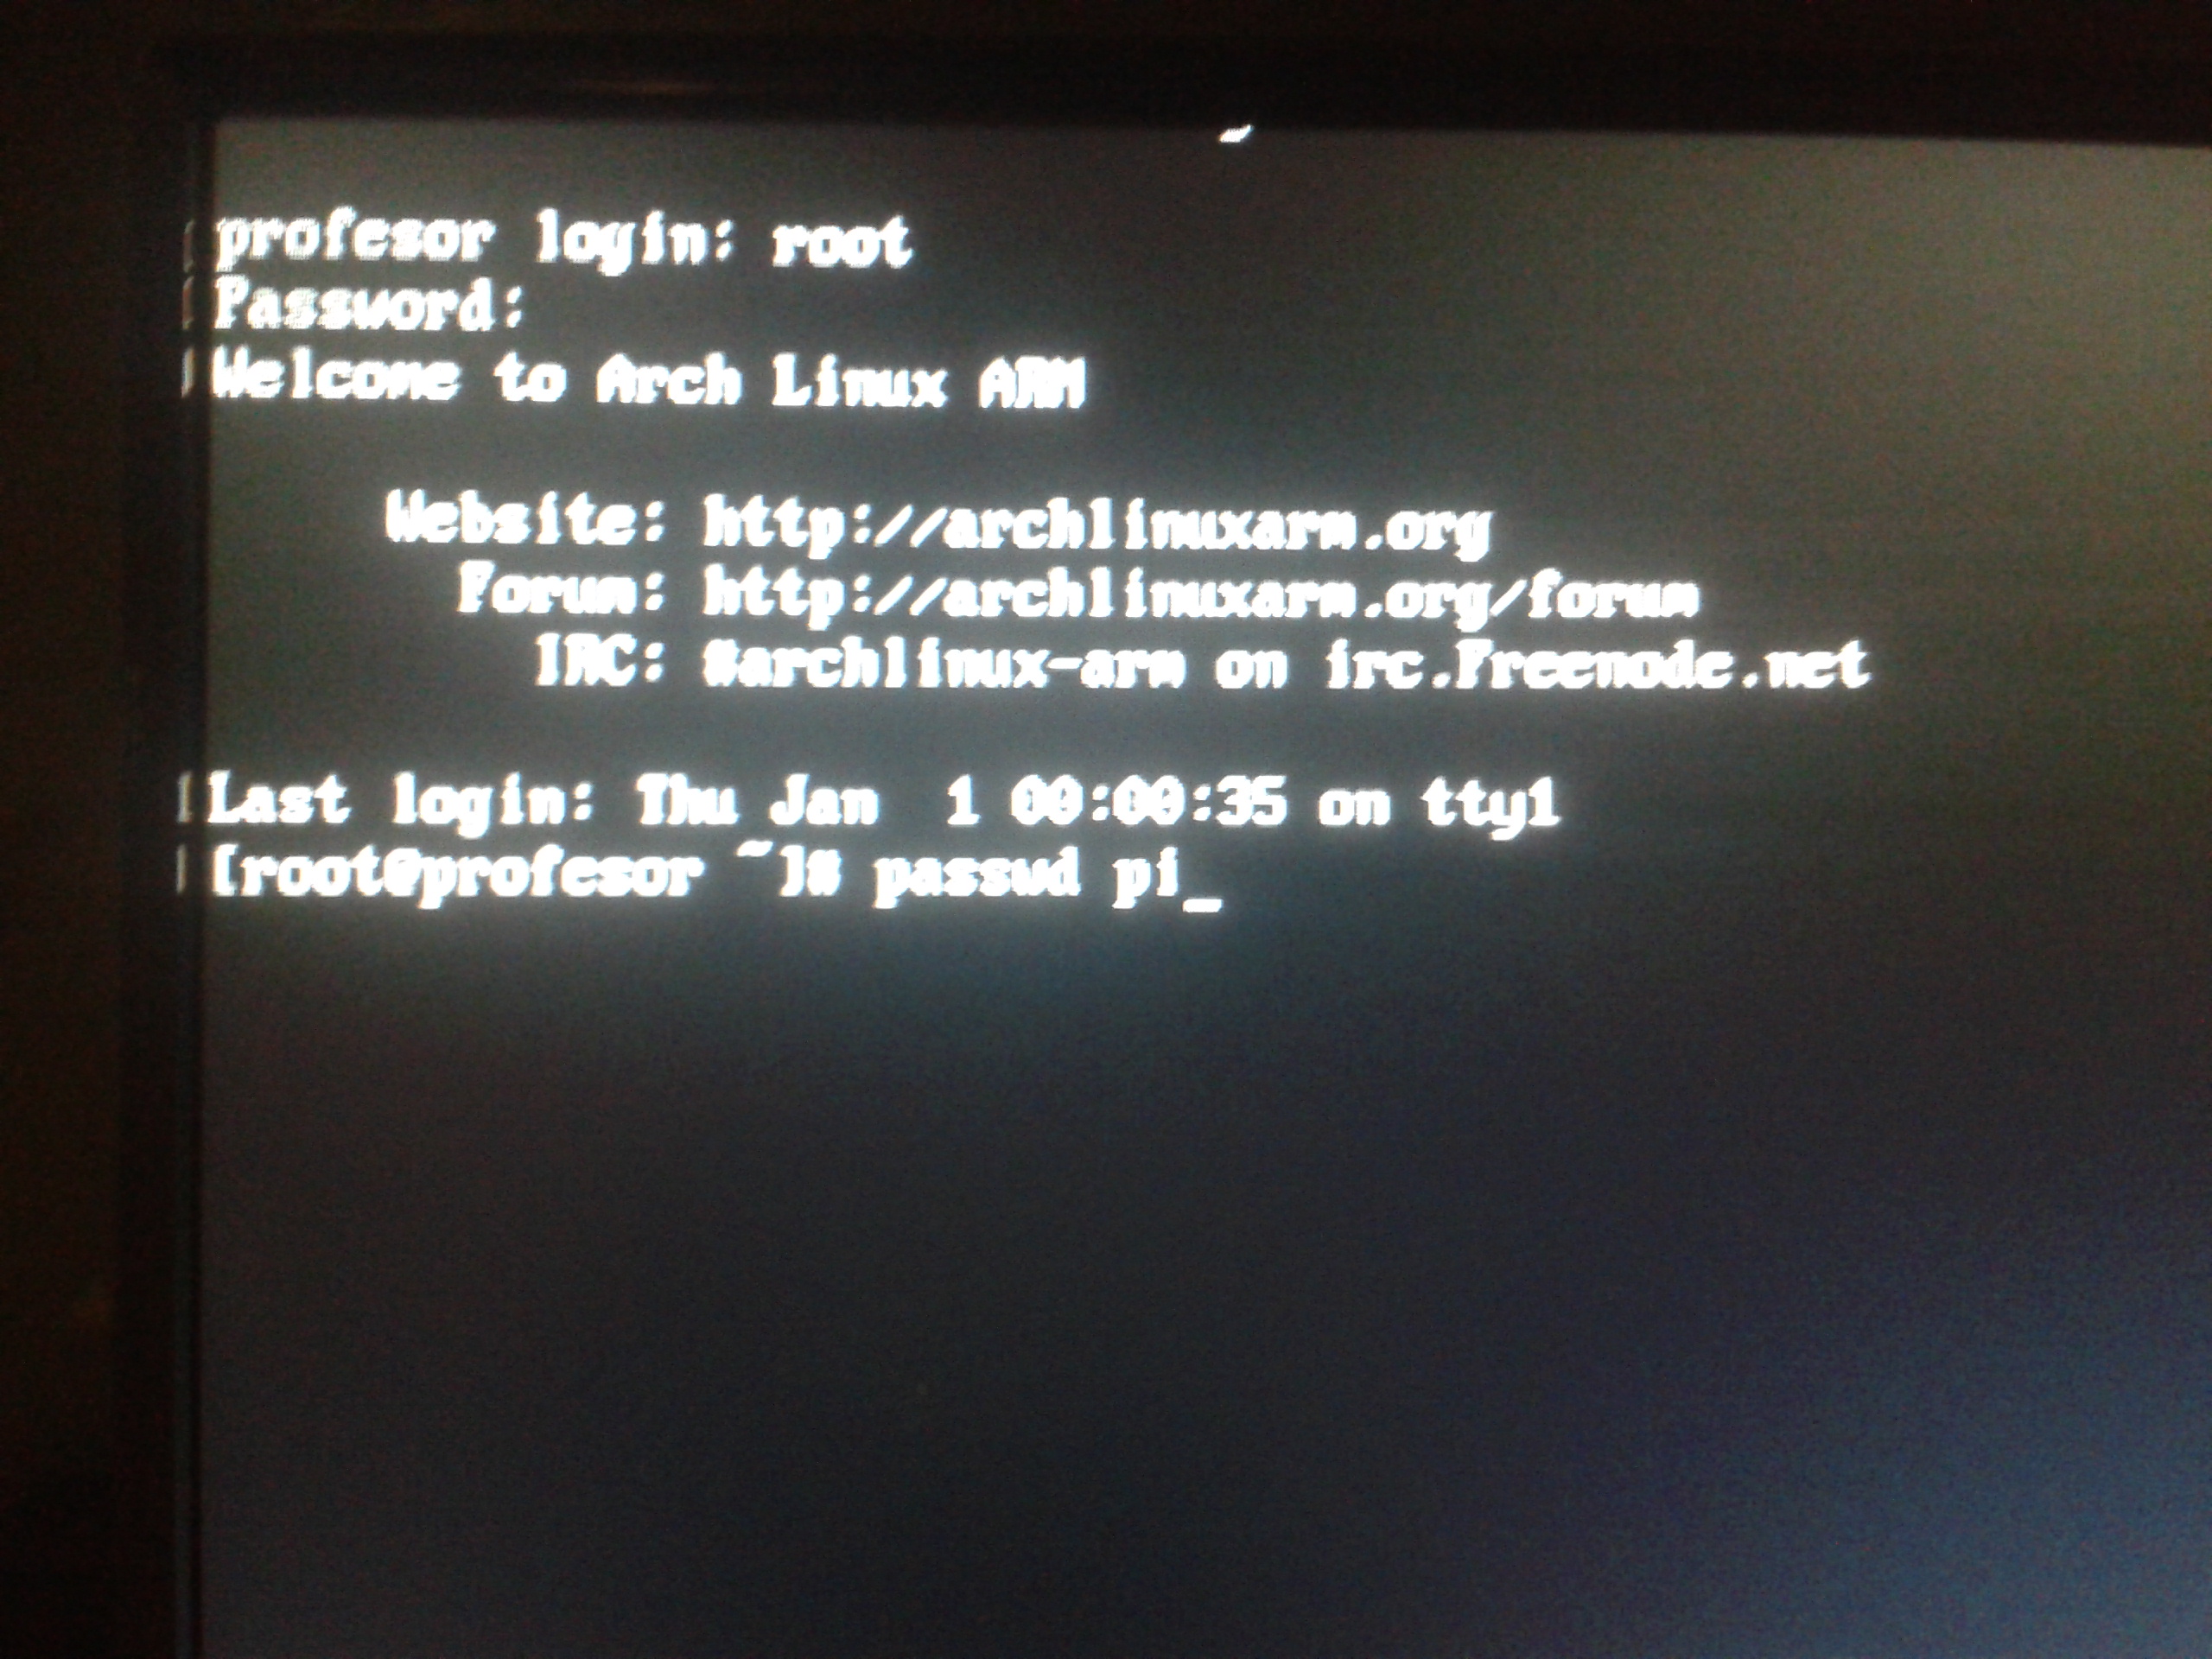 profesor login: root
Password:
Welcome to Arch Linux ARM
Website: http://archlinuxarm.org
Forum: http://archlinuxarm.org/forum
IRC: #archlinux-arm on irc.Freenode.net
Last login: Thu Jan  1 00:00:35 on tty1
[root@profesor ~]# passwd pi_